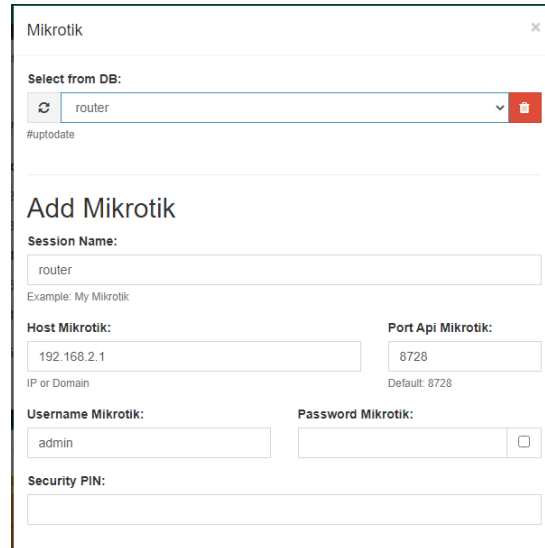 Mikrotik
×
Select from DB:
router
#uptodate
Add Mikrotik
Session Name:
router
Example: My Mikrotik
Host Mikrotik: Port Api Mikrotik:
192.168.2.1 8728
IP or Domain Default: 8728
Username Mikrotik: Password Mikrotik:
admin
Security PIN: